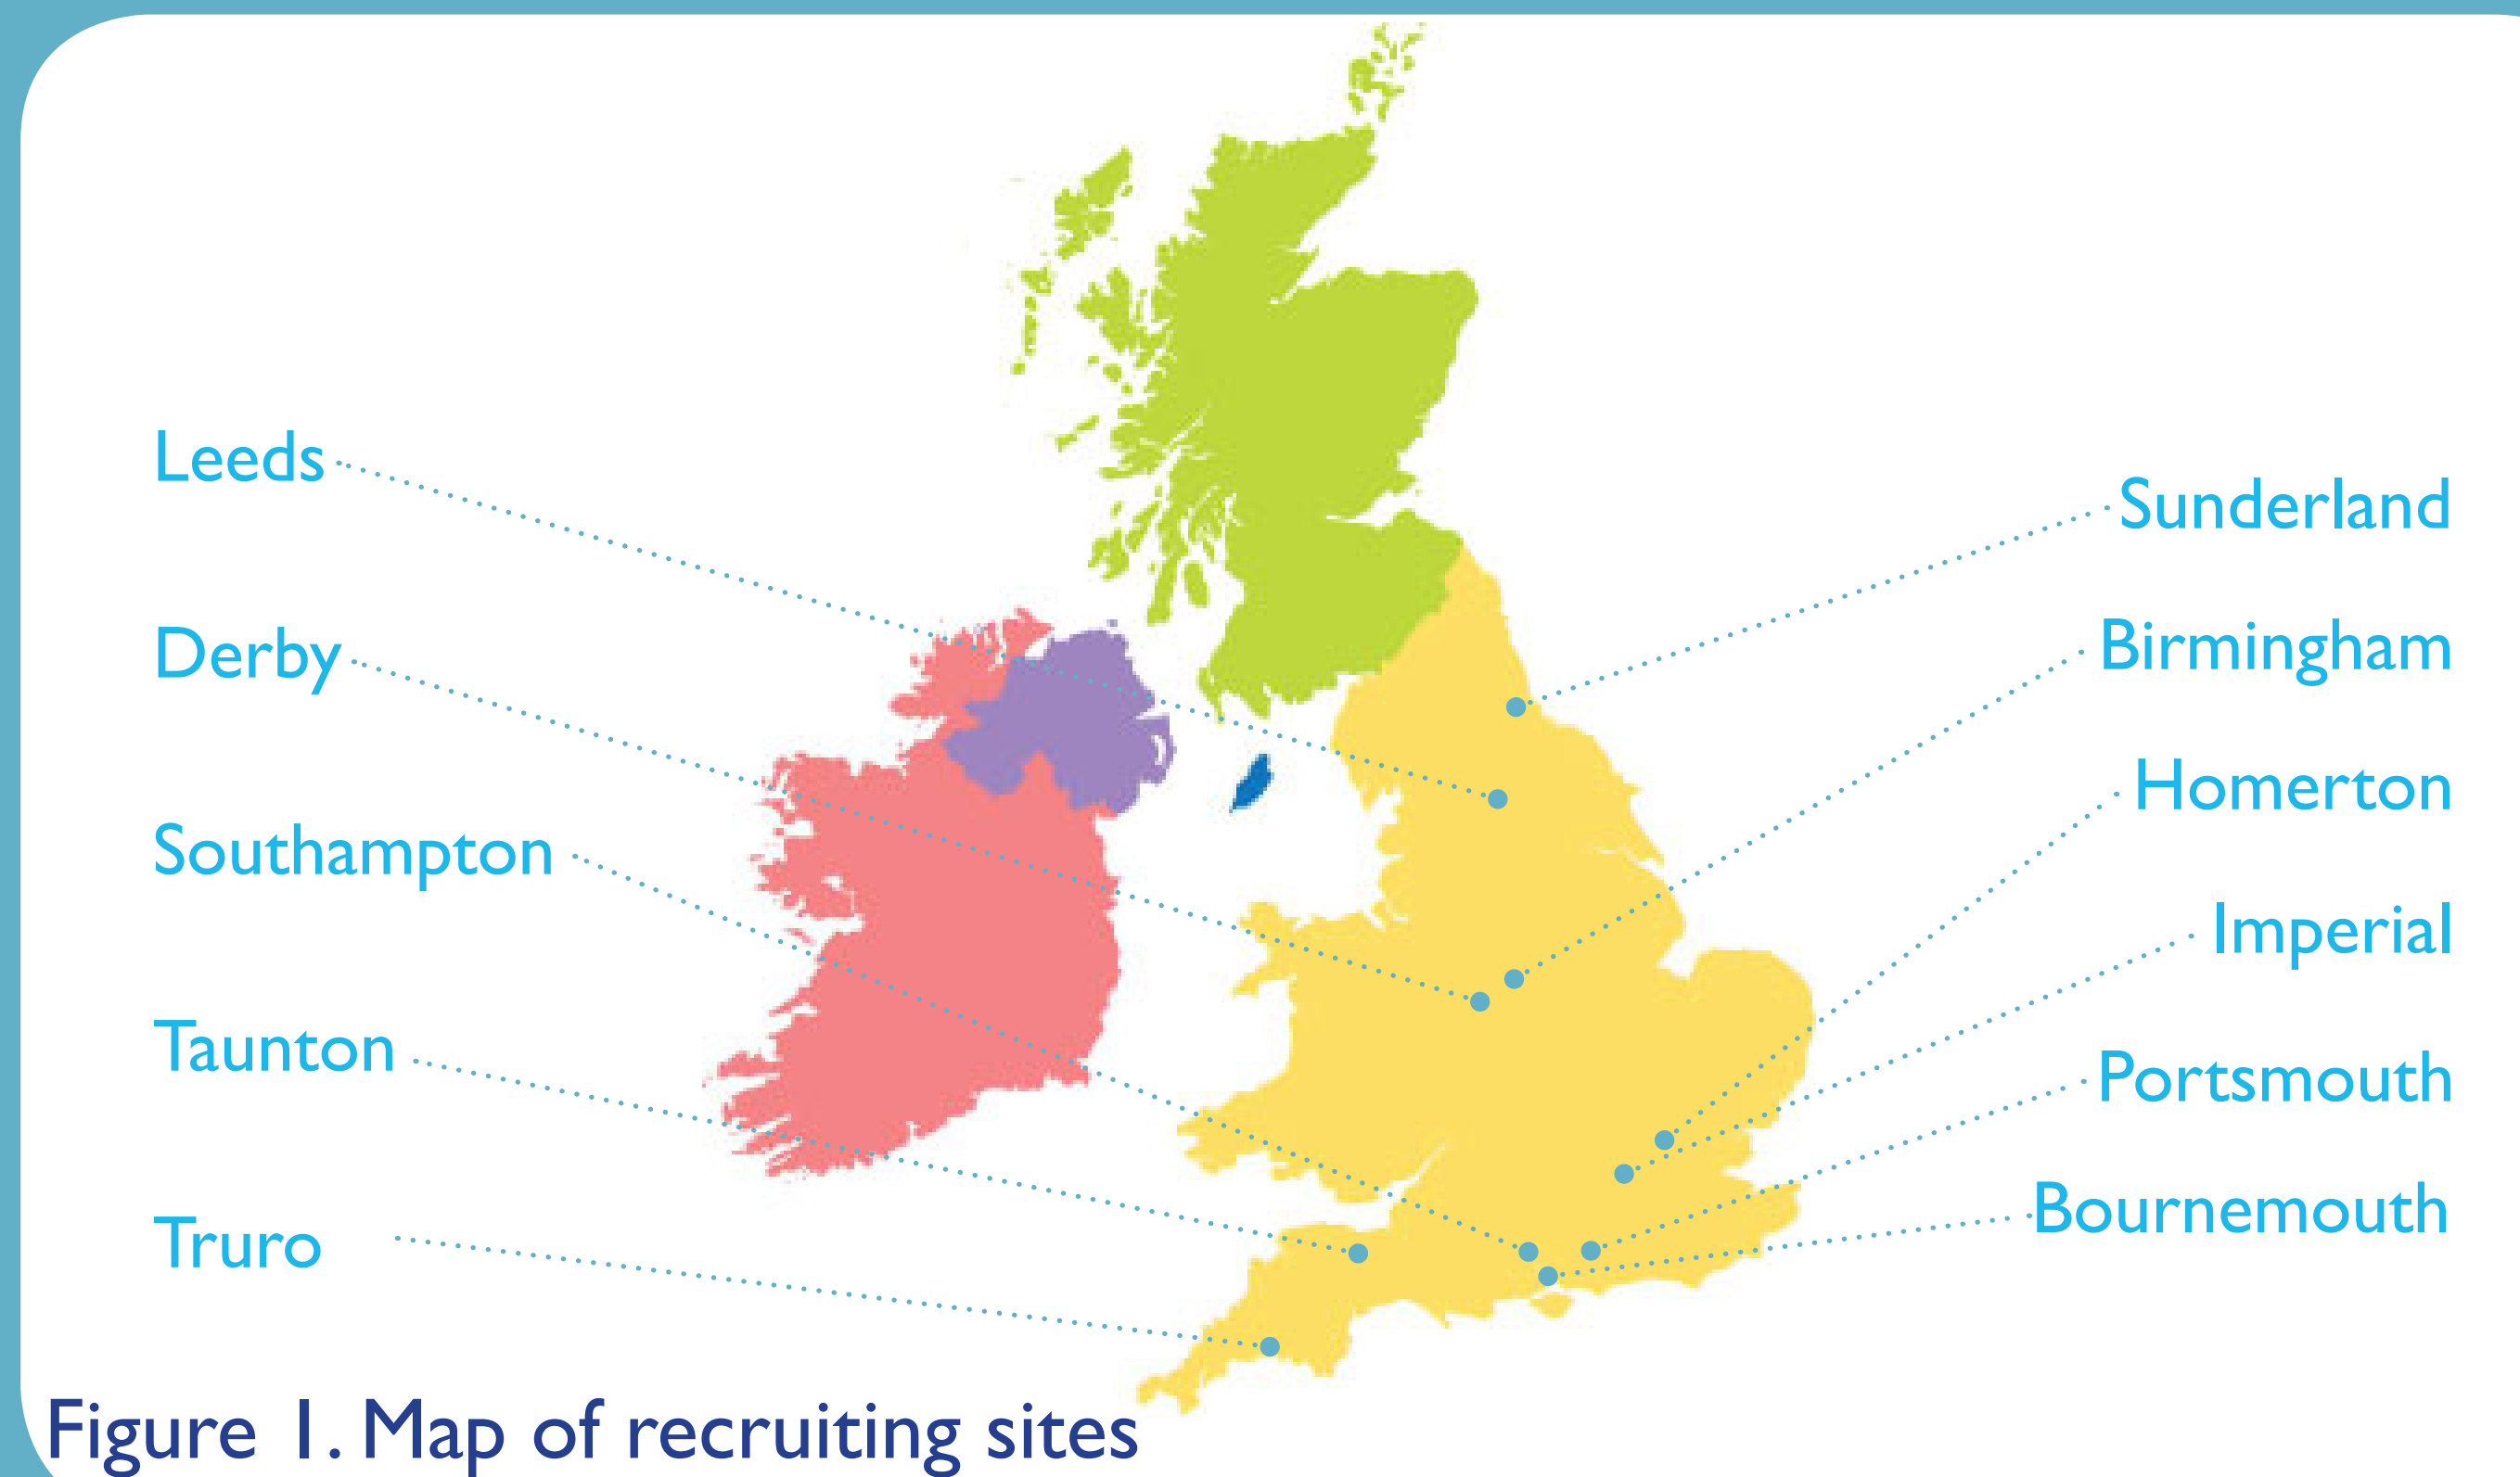 Leeds
Derby
Southampton
Taunton
Truro
Sunderland
Birmingham
Homerton
Imperial
Portsmouth
Bournemouth
Figure 1. Map of recruiting sites